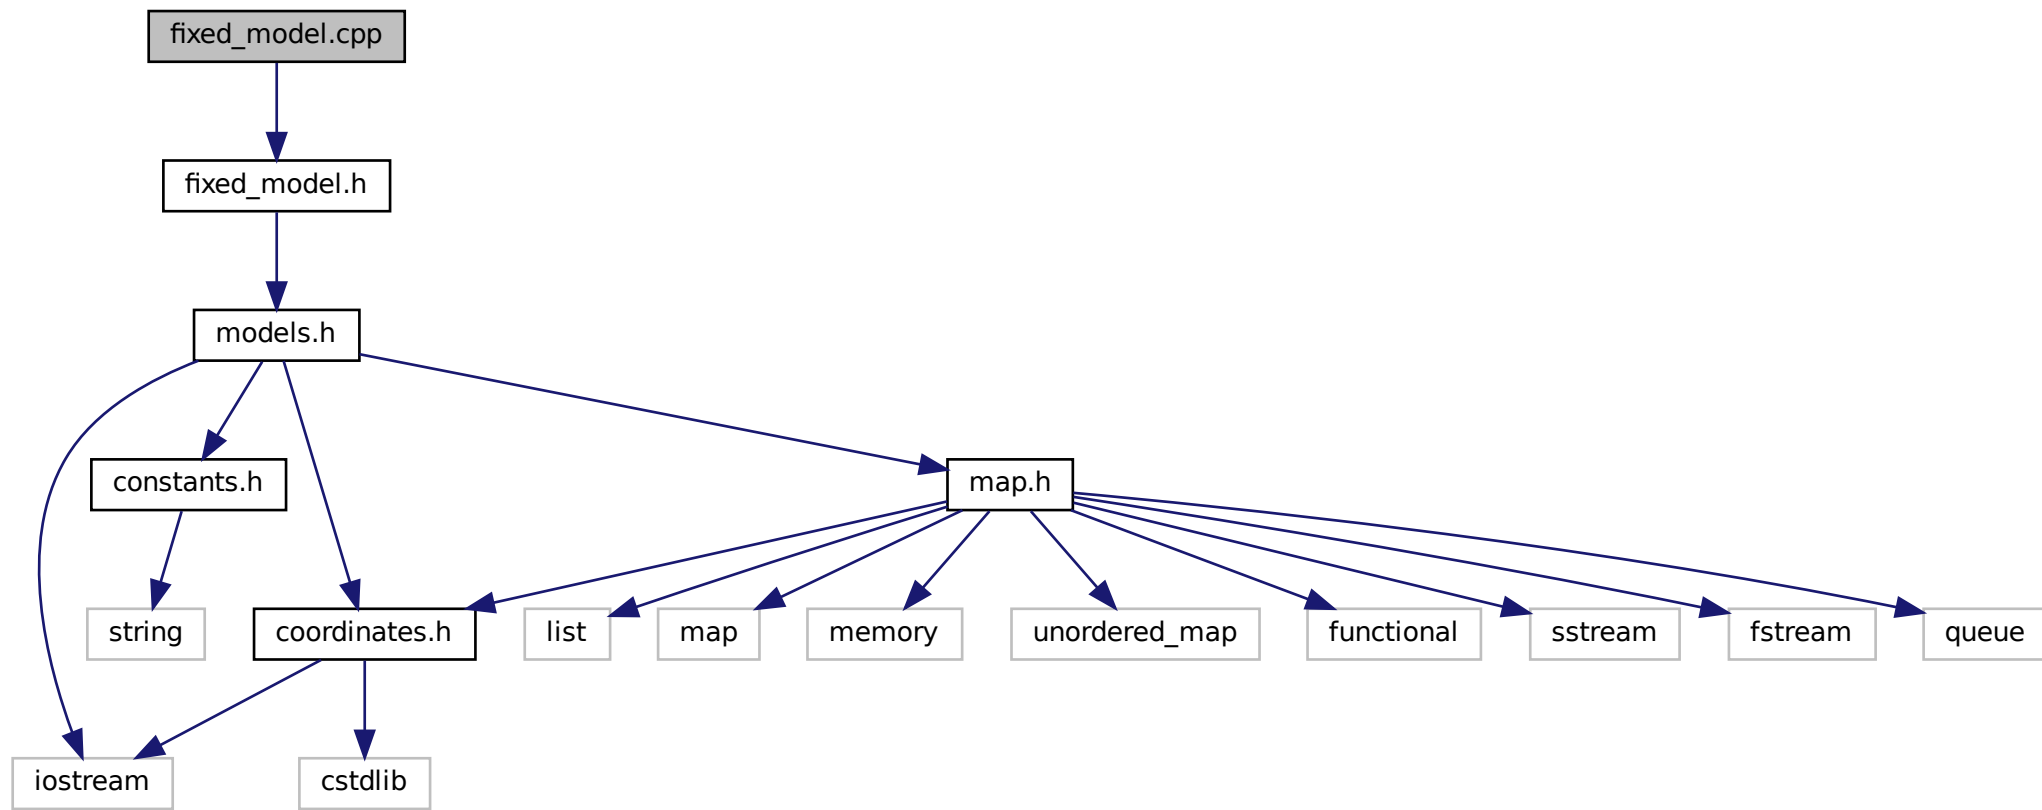 fixed_model.cpp
fixed_model.h
models.h
constants.h
map.h
string
coordinates.h
list
map
memory
unordered_map
functional
sstream
fstream
queue
iostream
cstdlib